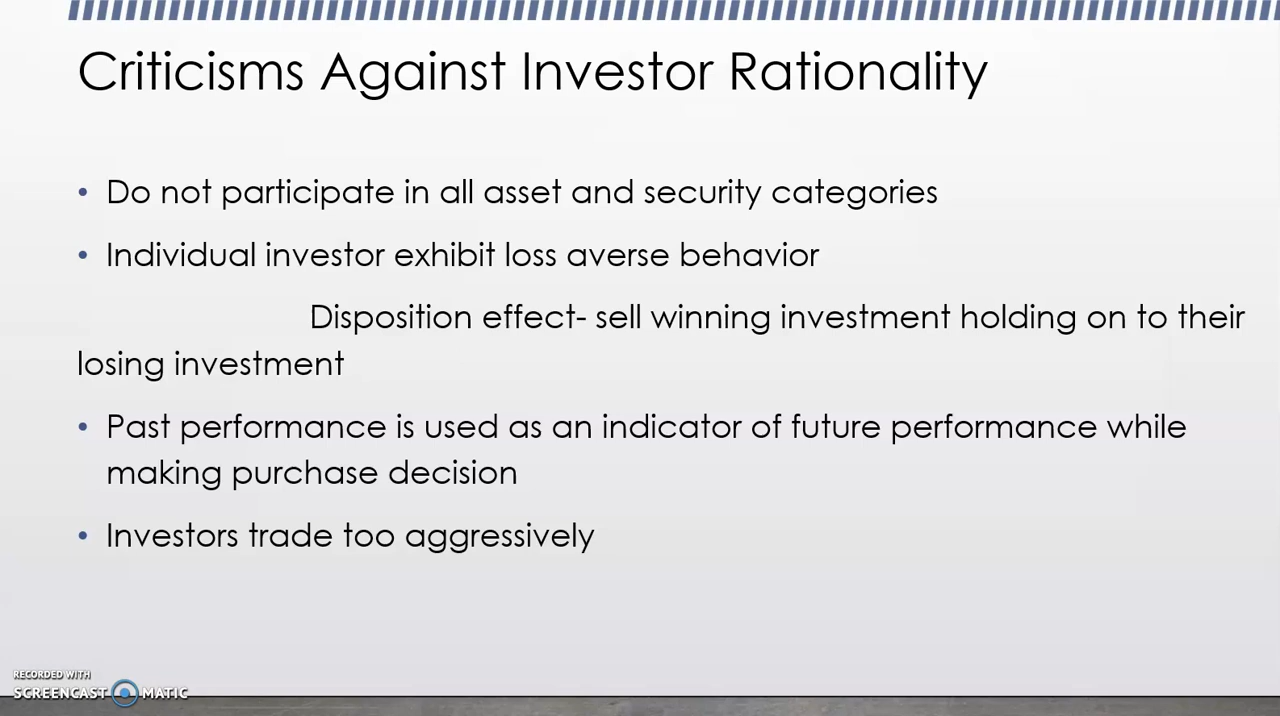 Criticisms Against Investor Rationality
• Do not participate in all asset and security categories
• Individual investor exhibit loss averse behavior
Disposition effect- sell winning investment holding on to their
losing investment
• Past performance is used as an indicator of future performance while
making purchase decision
• Investors trade too aggressively
RECORDED WITH
SCREENCAST MATIC